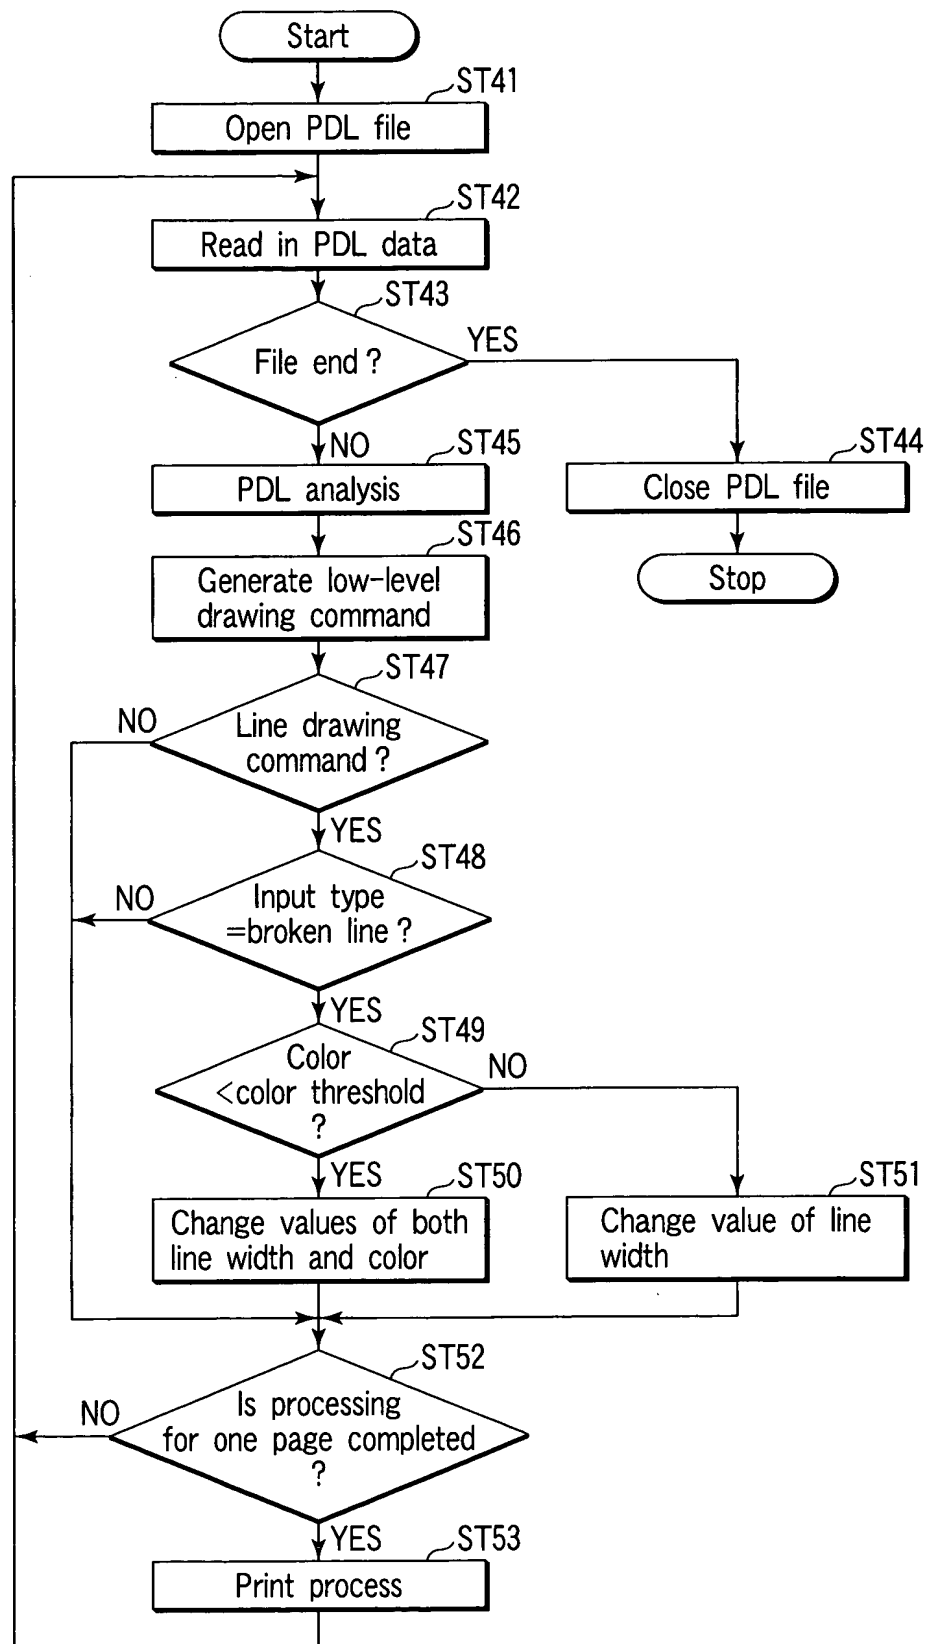 Start
ST41
Open PDL file
ST42
Read in PDL data
ST43
File end ?
YES
NO
ST45
PDL analysis
ST44
Close PDL file
Stop
ST46
Generate low-level
drawing command
ST47
Line drawing
command ?
NO
YES
ST48
Input type
=broken line ?
NO
YES
ST49
Color
<color threshold
?
NO
YES
ST50
Change values of both
line width and color
ST51
Change value of line
width
ST52
Is processing
for one page completed
?
NO
YES
ST53
Print process